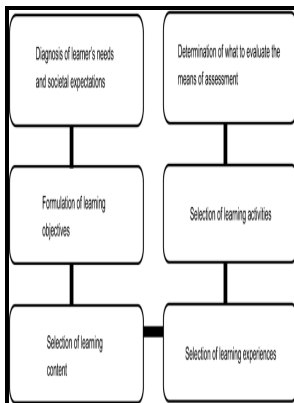 Diagnosis of learner's needs
and societal expectations
Formulation of learning
objectives
Selection of learning
content
Determination of what to evaluate the
means of assessment
Selection of learning activities
Selection of learning experiences